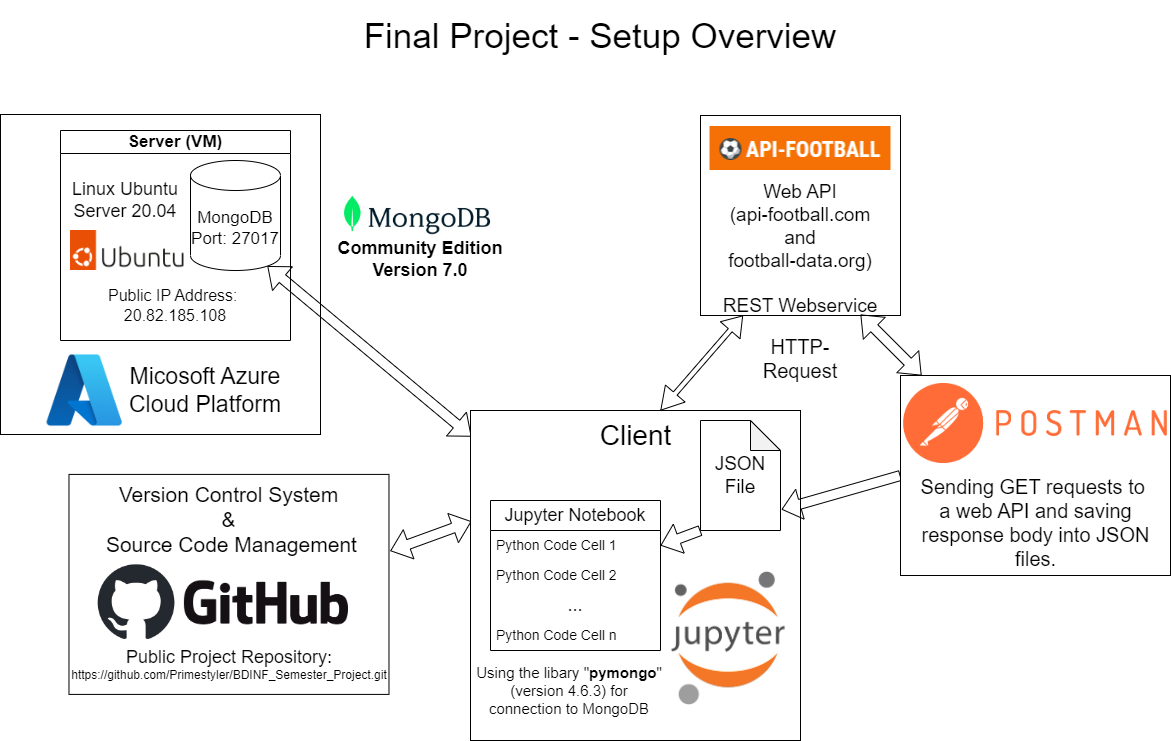 Final Project - Setup Overview
Server (VM)
Linux Ubuntu
Server 20.04
Ubuntu
MongoDB
Port: 27017
Public IP Address:
20.82.185.108
Micosoft Azure
Cloud Platform
MongoDB
Community Edition
Version 7.0
API-FOOTBALL
Web API
(api-football.com
and
football-data.org)
REST Webservice
HTTP-
Request
POSTMAN
Sending GET requests to
a web API and saving
response body into JSON
files.
Client
JSON
File
Jupyter Notebook
Python Code Cell 1
Python Code Cell 2
...
Python Code Cell n
jupyter
Using the libary "pymongo"
(version 4.6.3) for
connection to MongoDB
Version Control System
&
Source Code Management
GitHub
Public Project Repository:
https://github.com/Primestyler/BDINF_Semester_Project.git